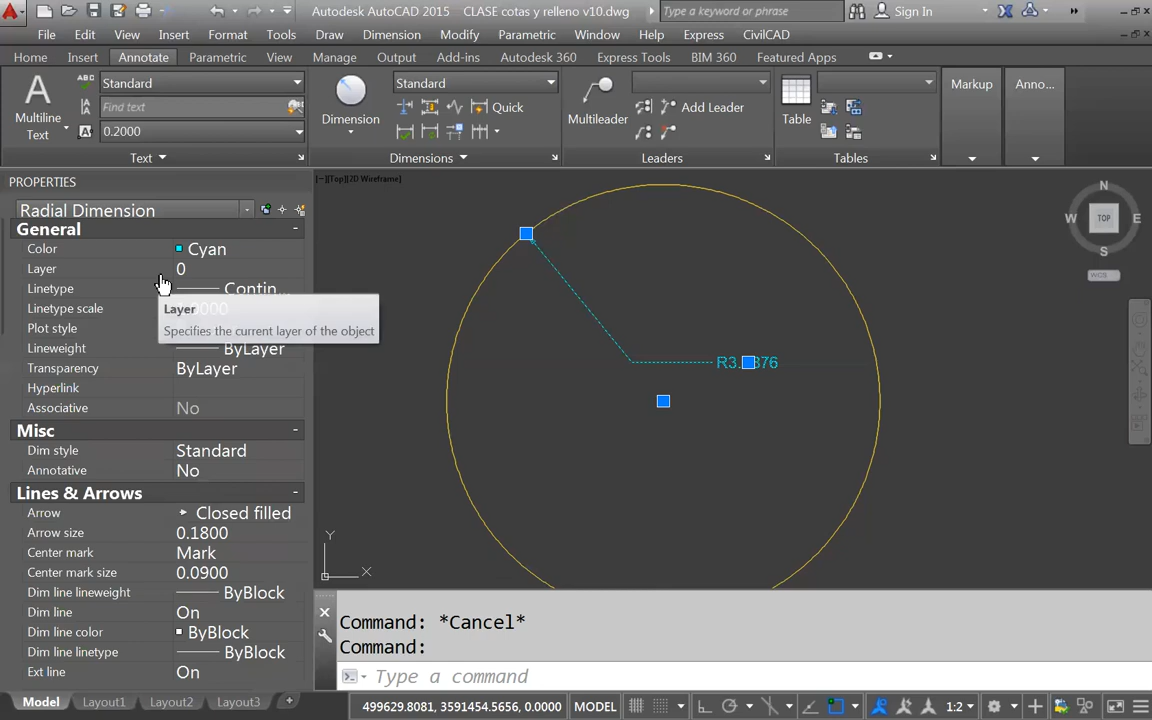 Autodesk AutoCAD 2015 CLASE cotas y relleno v10.dwg Type a keyword or phrase Sign In
File Edit View Insert Format Tools Draw Dimension Modify Parametric Window Help Express CivilCAD
Home Insert Annotate Parametric View Manage Output Add-ins Autodesk 360 Express Tools BIM 360 Featured Apps
A Multiline Text
ABC Standard
Find text
A 0.2000
Text
Dimension
Standard
Quick
Dimensions
Multileader
Add Leader
Leaders
Table
Tables
Markup
Anno...
PROPERTIES
Radial Dimension
General -
Color Cyan
Layer 0
Linetype Contin...
Linetype scale
Plot style
Lineweight ByLayer
Transparency ByLayer
Hyperlink
Associative No
Misc -
Dim style Standard
Annotative No
Lines & Arrows -
Arrow Closed filled
Arrow size 0.1800
Center mark Mark
Center mark size 0.0900
Dim line lineweight ByBlock
Dim line On
Dim line color ByBlock
Dim line linetype ByBlock
Ext line On
Layer
Specifies the current layer of the object
[−][Top][2D Wireframe]
N
W TOP E
S
WCS
Y
X
Command: *Cancel*
Command:
Type a command
Model Layout1 Layout2 Layout3 + 499629.8081, 3591454.5656, 0.0000 MODEL 1:2